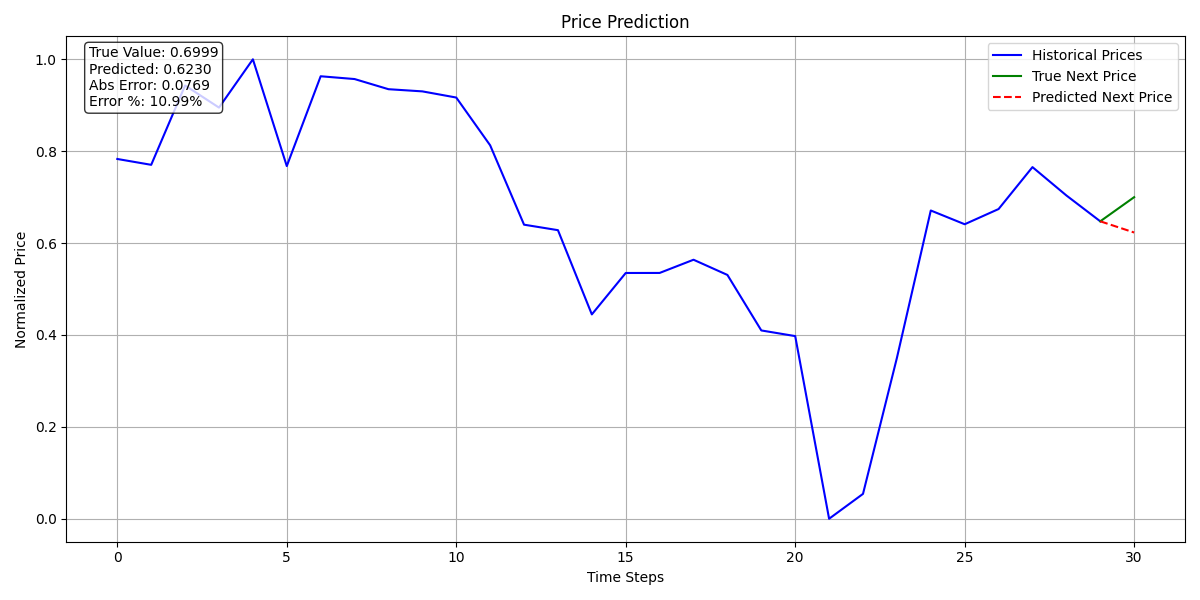 Price Prediction
True Value: 0.6999
Predicted: 0.6230
Abs Error: 0.0769
Error %: 10.99%
Historical Prices
True Next Price
Predicted Next Price
Normalized Price
1.0
0.8
0.6
0.4
0.2
0.0
0
5
10
15
20
25
30
Time Steps